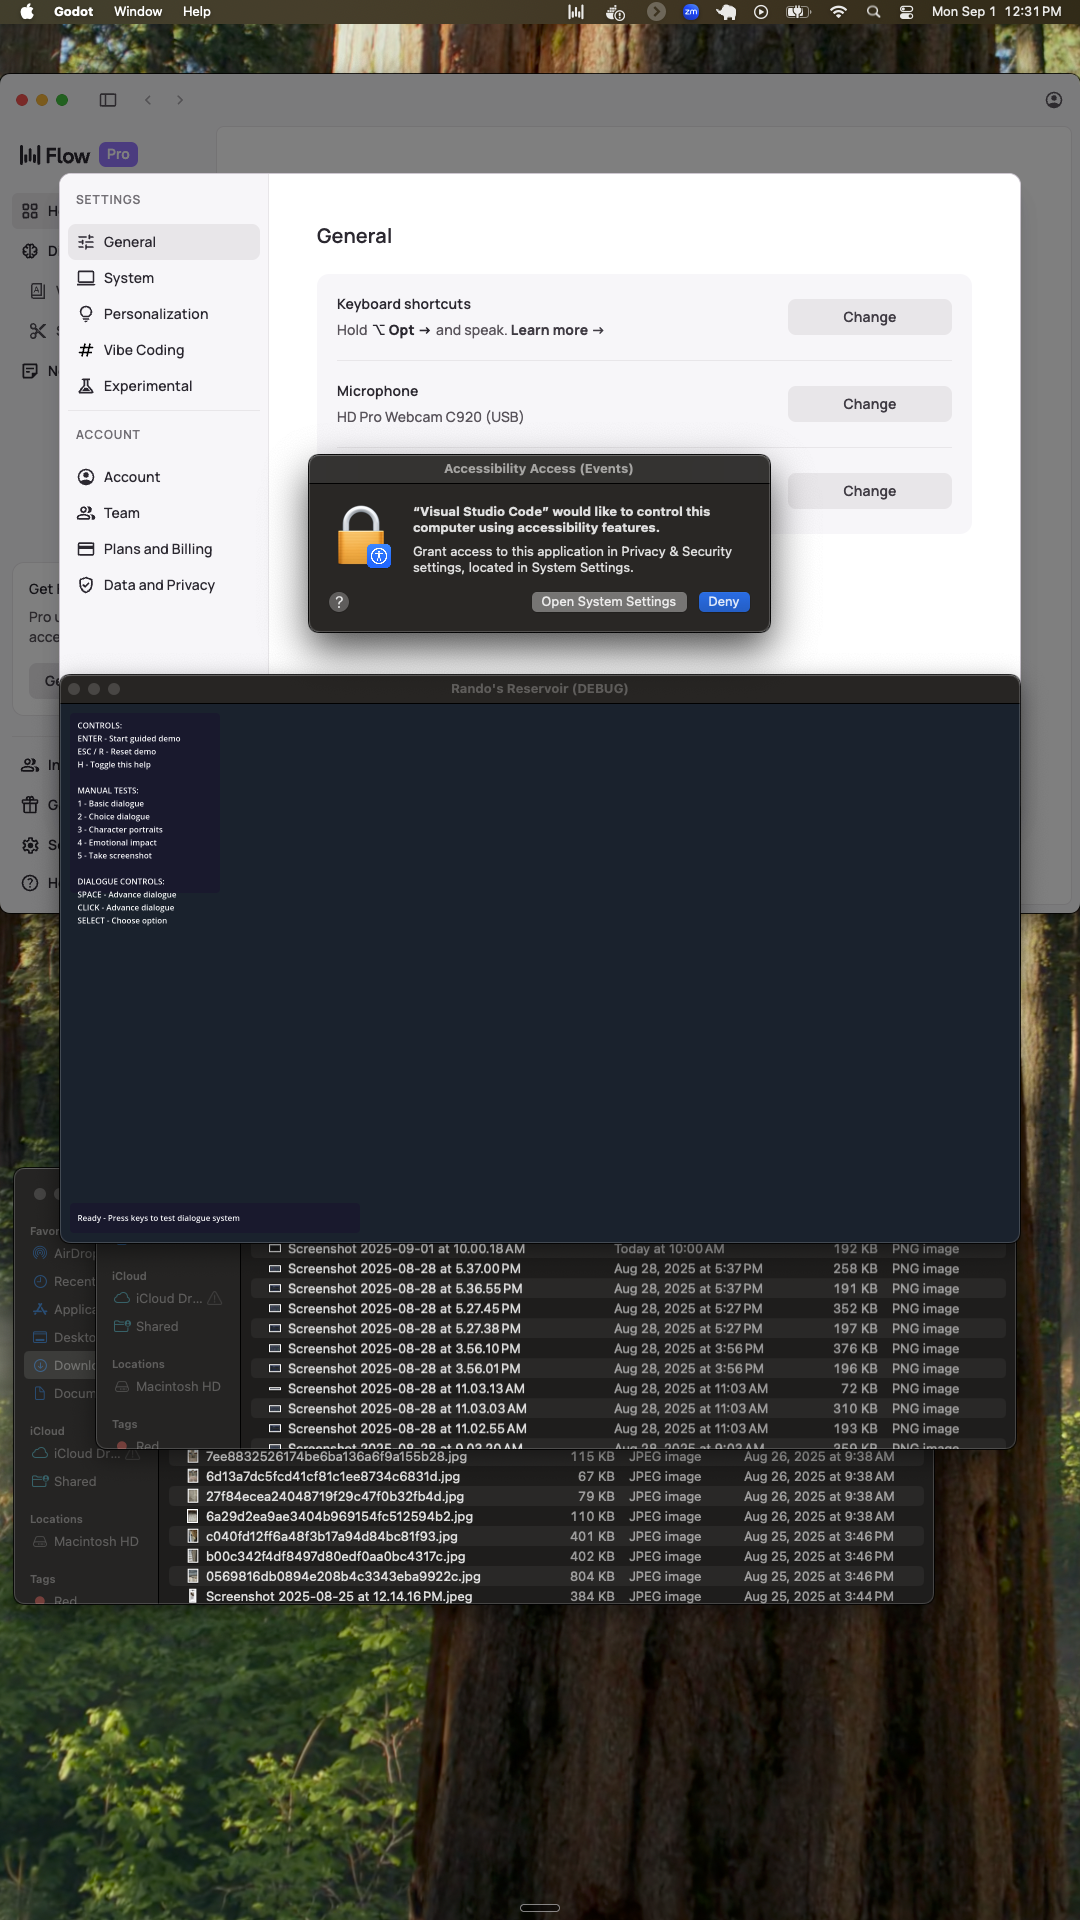 Godot Window Help
zm
Mon Sep 1 12:31 PM
Flow Pro
SETTINGS
General
System
Personalization
Vibe Coding
Experimental
ACCOUNT
Account
Team
Plans and Billing
Data and Privacy
General
Keyboard shortcuts
Hold ⌥ Opt → and speak. Learn more →
Change
Microphone
HD Pro Webcam C920 (USB)
Change
Change
Accessibility Access (Events)
“Visual Studio Code” would like to control this
computer using accessibility features.
Grant access to this application in Privacy & Security
settings, located in System Settings.
? Open System Settings Deny
Pro
acce
Rando's Reservoir (DEBUG)
CONTROLS:
ENTER - Start guided demo
ESC / R - Reset demo
H - Toggle this help
MANUAL TESTS:
1 - Basic dialogue
2 - Choice dialogue
3 - Character portraits
4 - Emotional impact
5 - Take screenshot
DIALOGUE CONTROLS:
SPACE - Advance dialogue
CLICK - Advance dialogue
SELECT - Choose option
Ready - Press keys to test dialogue system
Favor
AirDrop
Recent
Applica
Deskto
Downlo
Docum
iCloud
iCloud Dr...
Shared
Locations
Macintosh HD
Tags
Red
iCloud
iCloud Dr...
Shared
Locations
Macintosh HD
Tags
Red
Screenshot 2025-09-01 at 10.00.18 AM Today at 10:00 AM 192 KB PNG image
Screenshot 2025-08-28 at 5.37.00 PM Aug 28, 2025 at 5:37 PM 258 KB PNG image
Screenshot 2025-08-28 at 5.36.55 PM Aug 28, 2025 at 5:37 PM 191 KB PNG image
Screenshot 2025-08-28 at 5.27.45 PM Aug 28, 2025 at 5:27 PM 352 KB PNG image
Screenshot 2025-08-28 at 5.27.38 PM Aug 28, 2025 at 5:27 PM 197 KB PNG image
Screenshot 2025-08-28 at 3.56.10 PM Aug 28, 2025 at 3:56 PM 376 KB PNG image
Screenshot 2025-08-28 at 3.56.01 PM Aug 28, 2025 at 3:56 PM 196 KB PNG image
Screenshot 2025-08-28 at 11.03.13 AM Aug 28, 2025 at 11:03 AM 72 KB PNG image
Screenshot 2025-08-28 at 11.03.03 AM Aug 28, 2025 at 11:03 AM 310 KB PNG image
Screenshot 2025-08-28 at 11.02.55 AM Aug 28, 2025 at 11:03 AM 193 KB PNG image
Screenshot 2025-08-28 at 9.03.20 AM Aug 28, 2025 at 9:03 AM 359 KB PNG image
7ee8832526174be6ba136a6f9a155b28.jpg 115 KB JPEG image Aug 26, 2025 at 9:38 AM
6d13a7dc5fcd41cf81c1ee8734c6831d.jpg 67 KB JPEG image Aug 26, 2025 at 9:38 AM
27f84ecea24048719f29c47f0b32fb4d.jpg 79 KB JPEG image Aug 26, 2025 at 9:38 AM
6a29d2ea9ae3404b969154fc512594b2.jpg 110 KB JPEG image Aug 26, 2025 at 9:38 AM
c040fd12ff6a48f3b17a94d84bc81f93.jpg 401 KB JPEG image Aug 25, 2025 at 3:46 PM
b00c342f4df8497d80edf0aa0bc4317c.jpg 402 KB JPEG image Aug 25, 2025 at 3:46 PM
0569816db0894e208b4c3343eba9922c.jpg 804 KB JPEG image Aug 25, 2025 at 3:46 PM
Screenshot 2025-08-25 at 12.14.16 PM.jpeg 384 KB JPEG image Aug 25, 2025 at 3:44 PM